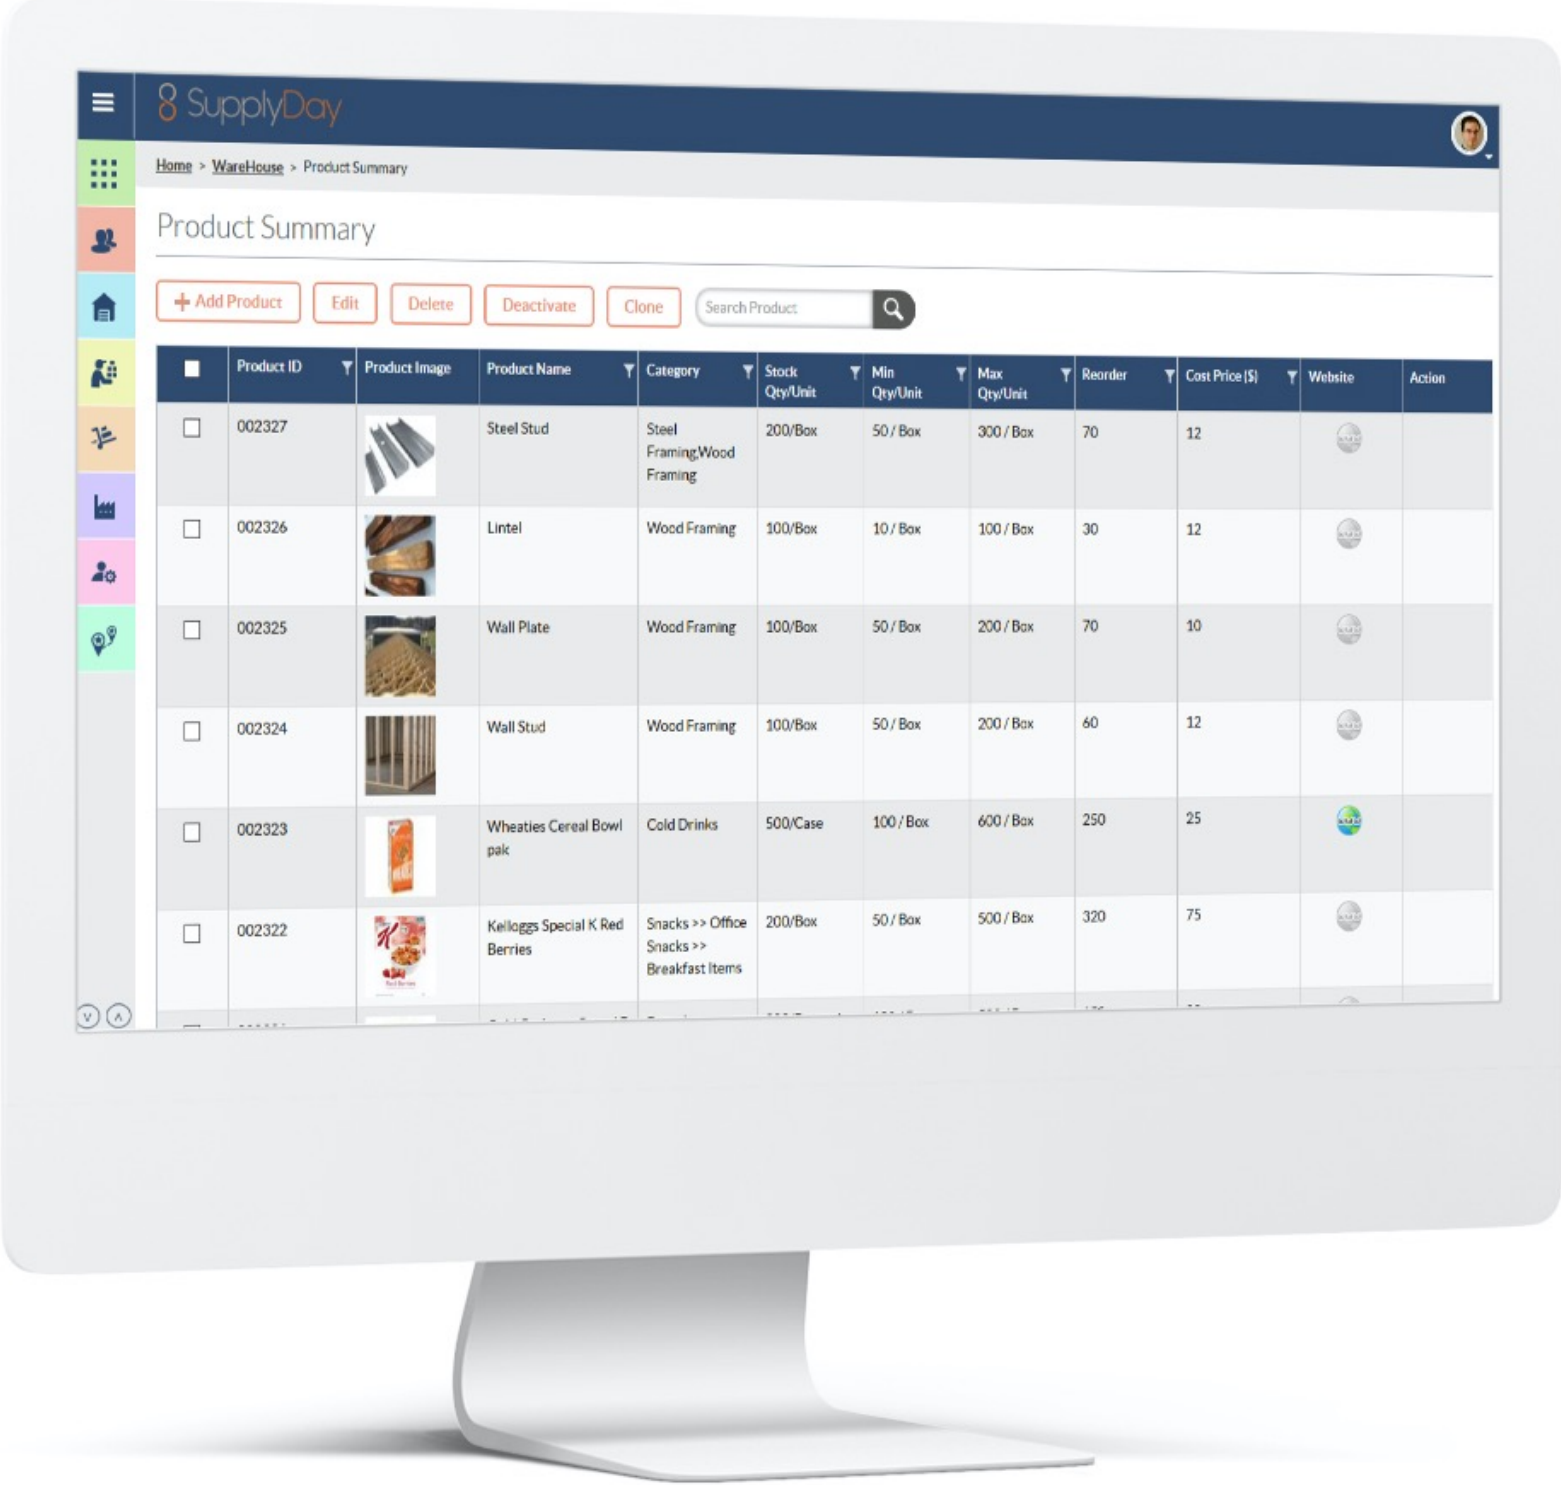 SupplyDay
Home > WareHouse > Product Summary
Product Summary
Add Product Edit Delete Deactivate Clone Search Product
Product ID Product Image Product Name Category Stock Qty/Unit Min Qty/Unit Max Qty/Unit Reorder Cost Price ($) Website Action
002327 Steel Stud Steel Framing,Wood Framing 200/Box 50 / Box 300 / Box 70 12
002326 Lintel Wood Framing 100/Box 10 / Box 100 / Box 30 12
002325 Wall Plate Wood Framing 100/Box 50 / Box 200 / Box 70 10
002324 Wall Stud Wood Framing 100/Box 50 / Box 200 / Box 60 12
002323 Wheaties Cereal Bowl pak Cold Drinks 500/Case 100 / Box 600 / Box 250 25
002322 Kelloggs Special K Red Berries Snacks >> Office Snacks >> Breakfast Items 200/Box 50 / Box 500 / Box 320 75
K
Red Berries